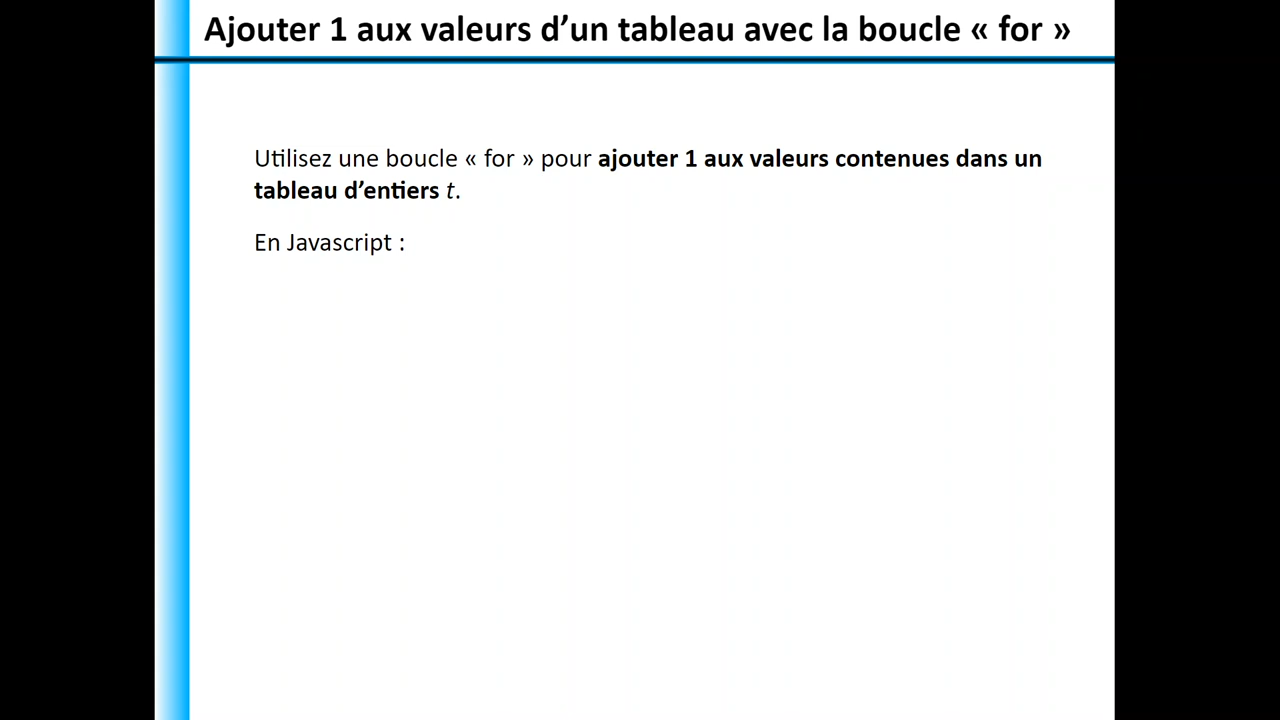 Ajouter 1 aux valeurs d’un tableau avec la boucle « for »
Utilisez une boucle « for » pour ajouter 1 aux valeurs contenues dans un
tableau d’entiers t.
En Javascript :